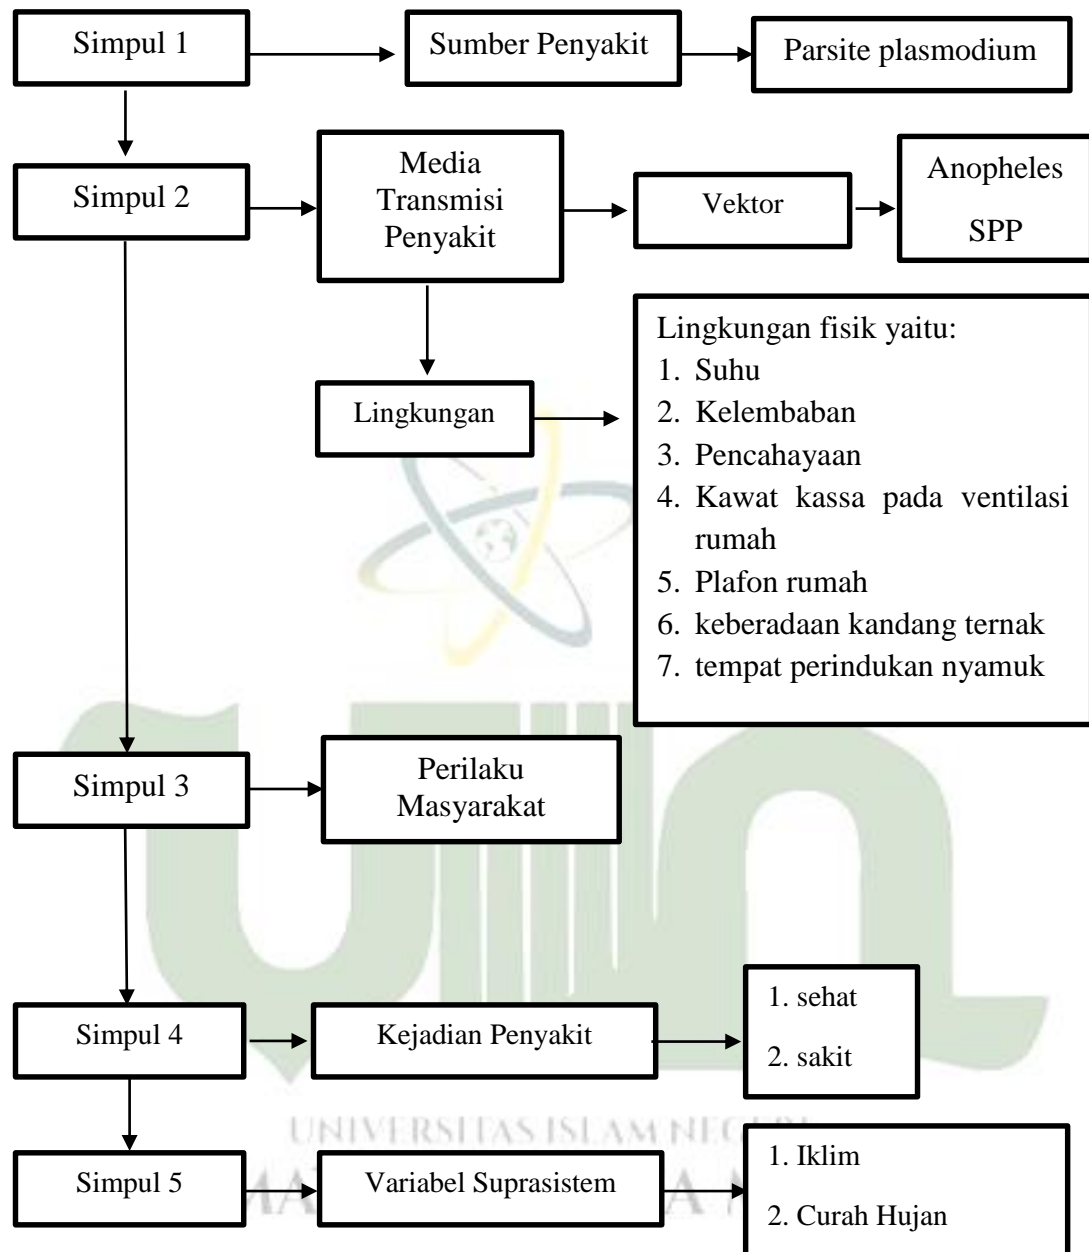 Simpul 1
Sumber Penyakit
Parsite plasmodium
Simpul 2
Media
Transmisi
Penyakit
Vektor
Anopheles
SPP
Lingkungan
Lingkungan fisik yaitu:
1. Suhu
2. Kelembaban
3. Pencahayaan
4. Kawat kassa pada ventilasi
rumah
5. Plafon rumah
6. keberadaan kandang ternak
7. tempat perindukan nyamuk
Simpul 3
Perilaku
Masyarakat
Simpul 4
Kejadian Penyakit
1. sehat
2. sakit
UNIVERSITAS ISLAM NEGERI
Simpul 5
Variabel Suprasistem
1. Iklim
2. Curah Hujan